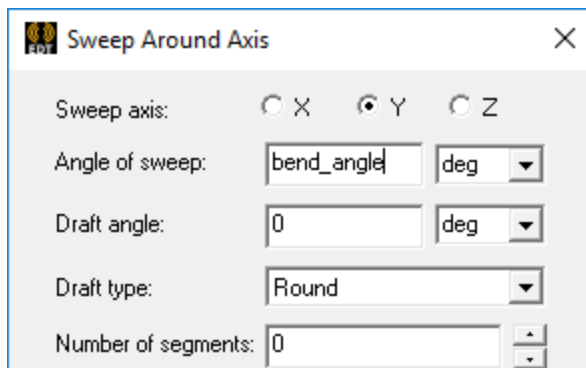 EDT Sweep Around Axis
Sweep axis: X Y Z
Angle of sweep: bend_angle deg
Draft angle: 0 deg
Draft type: Round
Number of segments: 0